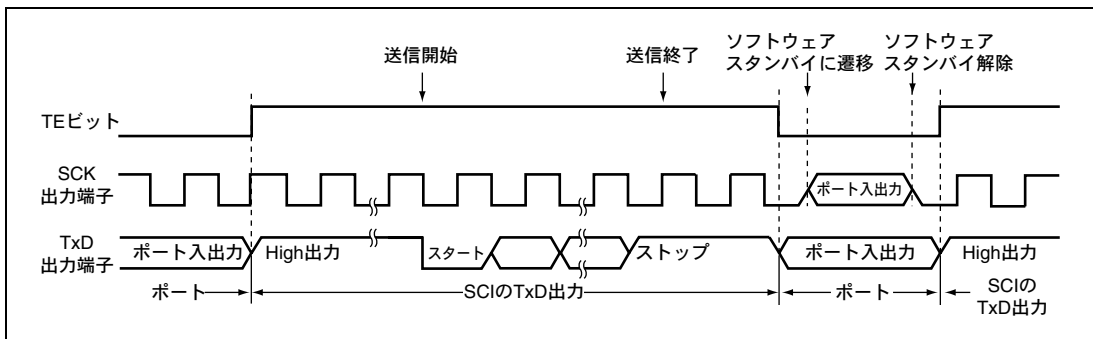 送信開始
送信終了
ソフトウェア
スタンバイに遷移
ソフトウェア
スタンバイ解除
TEビット
SCK
出力端子
ポート入出力
TxD
出力端子
ポート入出力
High出力
スタート
ストップ
ポート入出力
High出力
ポート
SCIのTxD出力
ポート
SCIの
TxD出力